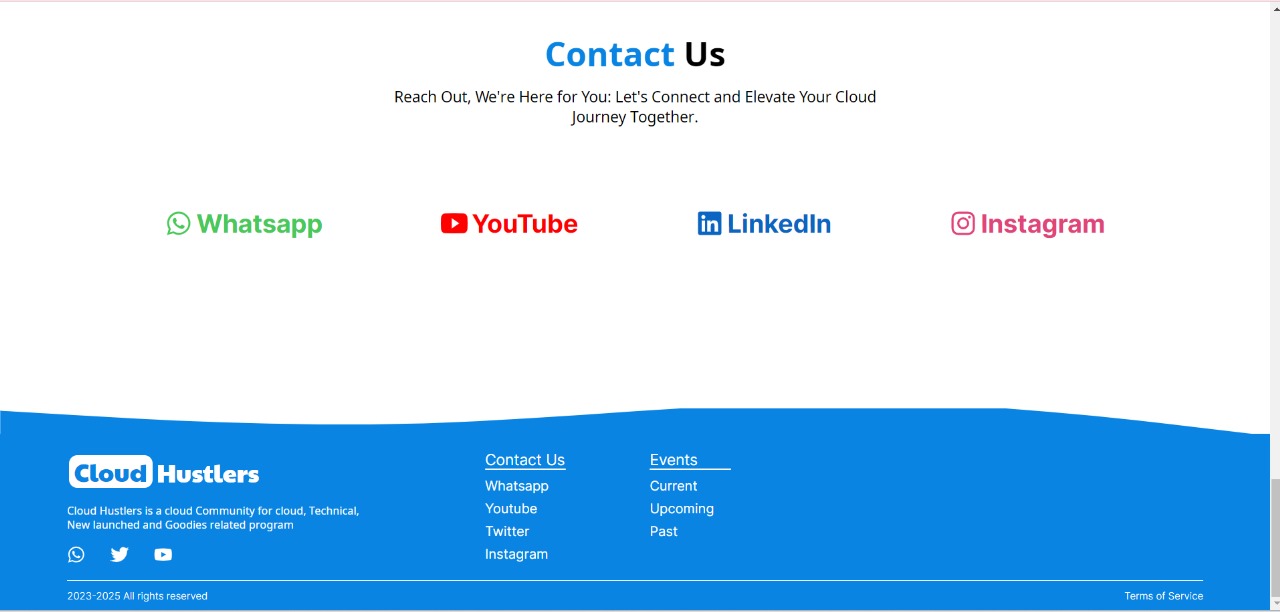 Contact Us
Reach Out, We're Here for You: Let's Connect and Elevate Your Cloud
Journey Together.
Whatsapp
YouTube
LinkedIn
Instagram
Cloud Hustlers
Cloud Hustlers is a cloud Community for cloud, Technical,
New launched and Goodies related program
Contact Us
Whatsapp
Youtube
Twitter
Instagram
Events
Current
Upcoming
Past
2023-2025 All rights reserved
Terms of Service